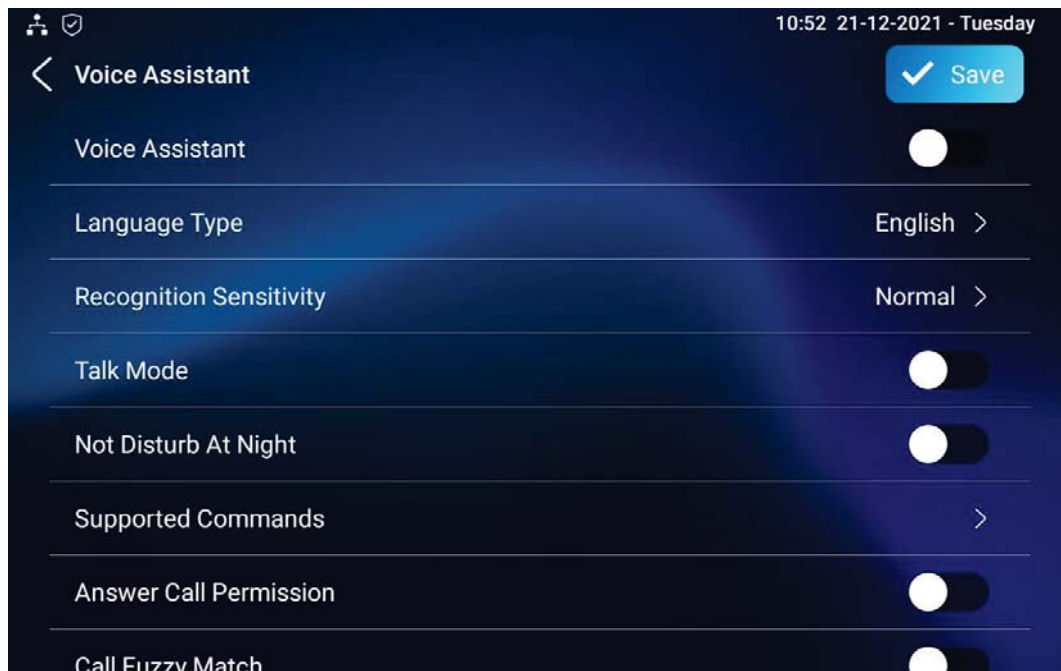 10:52 21-12-2021 - Tuesday
Voice Assistant
Save
Voice Assistant
Language Type
English
Recognition Sensitivity
Normal
Talk Mode
Not Disturb At Night
Supported Commands
Answer Call Permission
Call Fuzzy Match